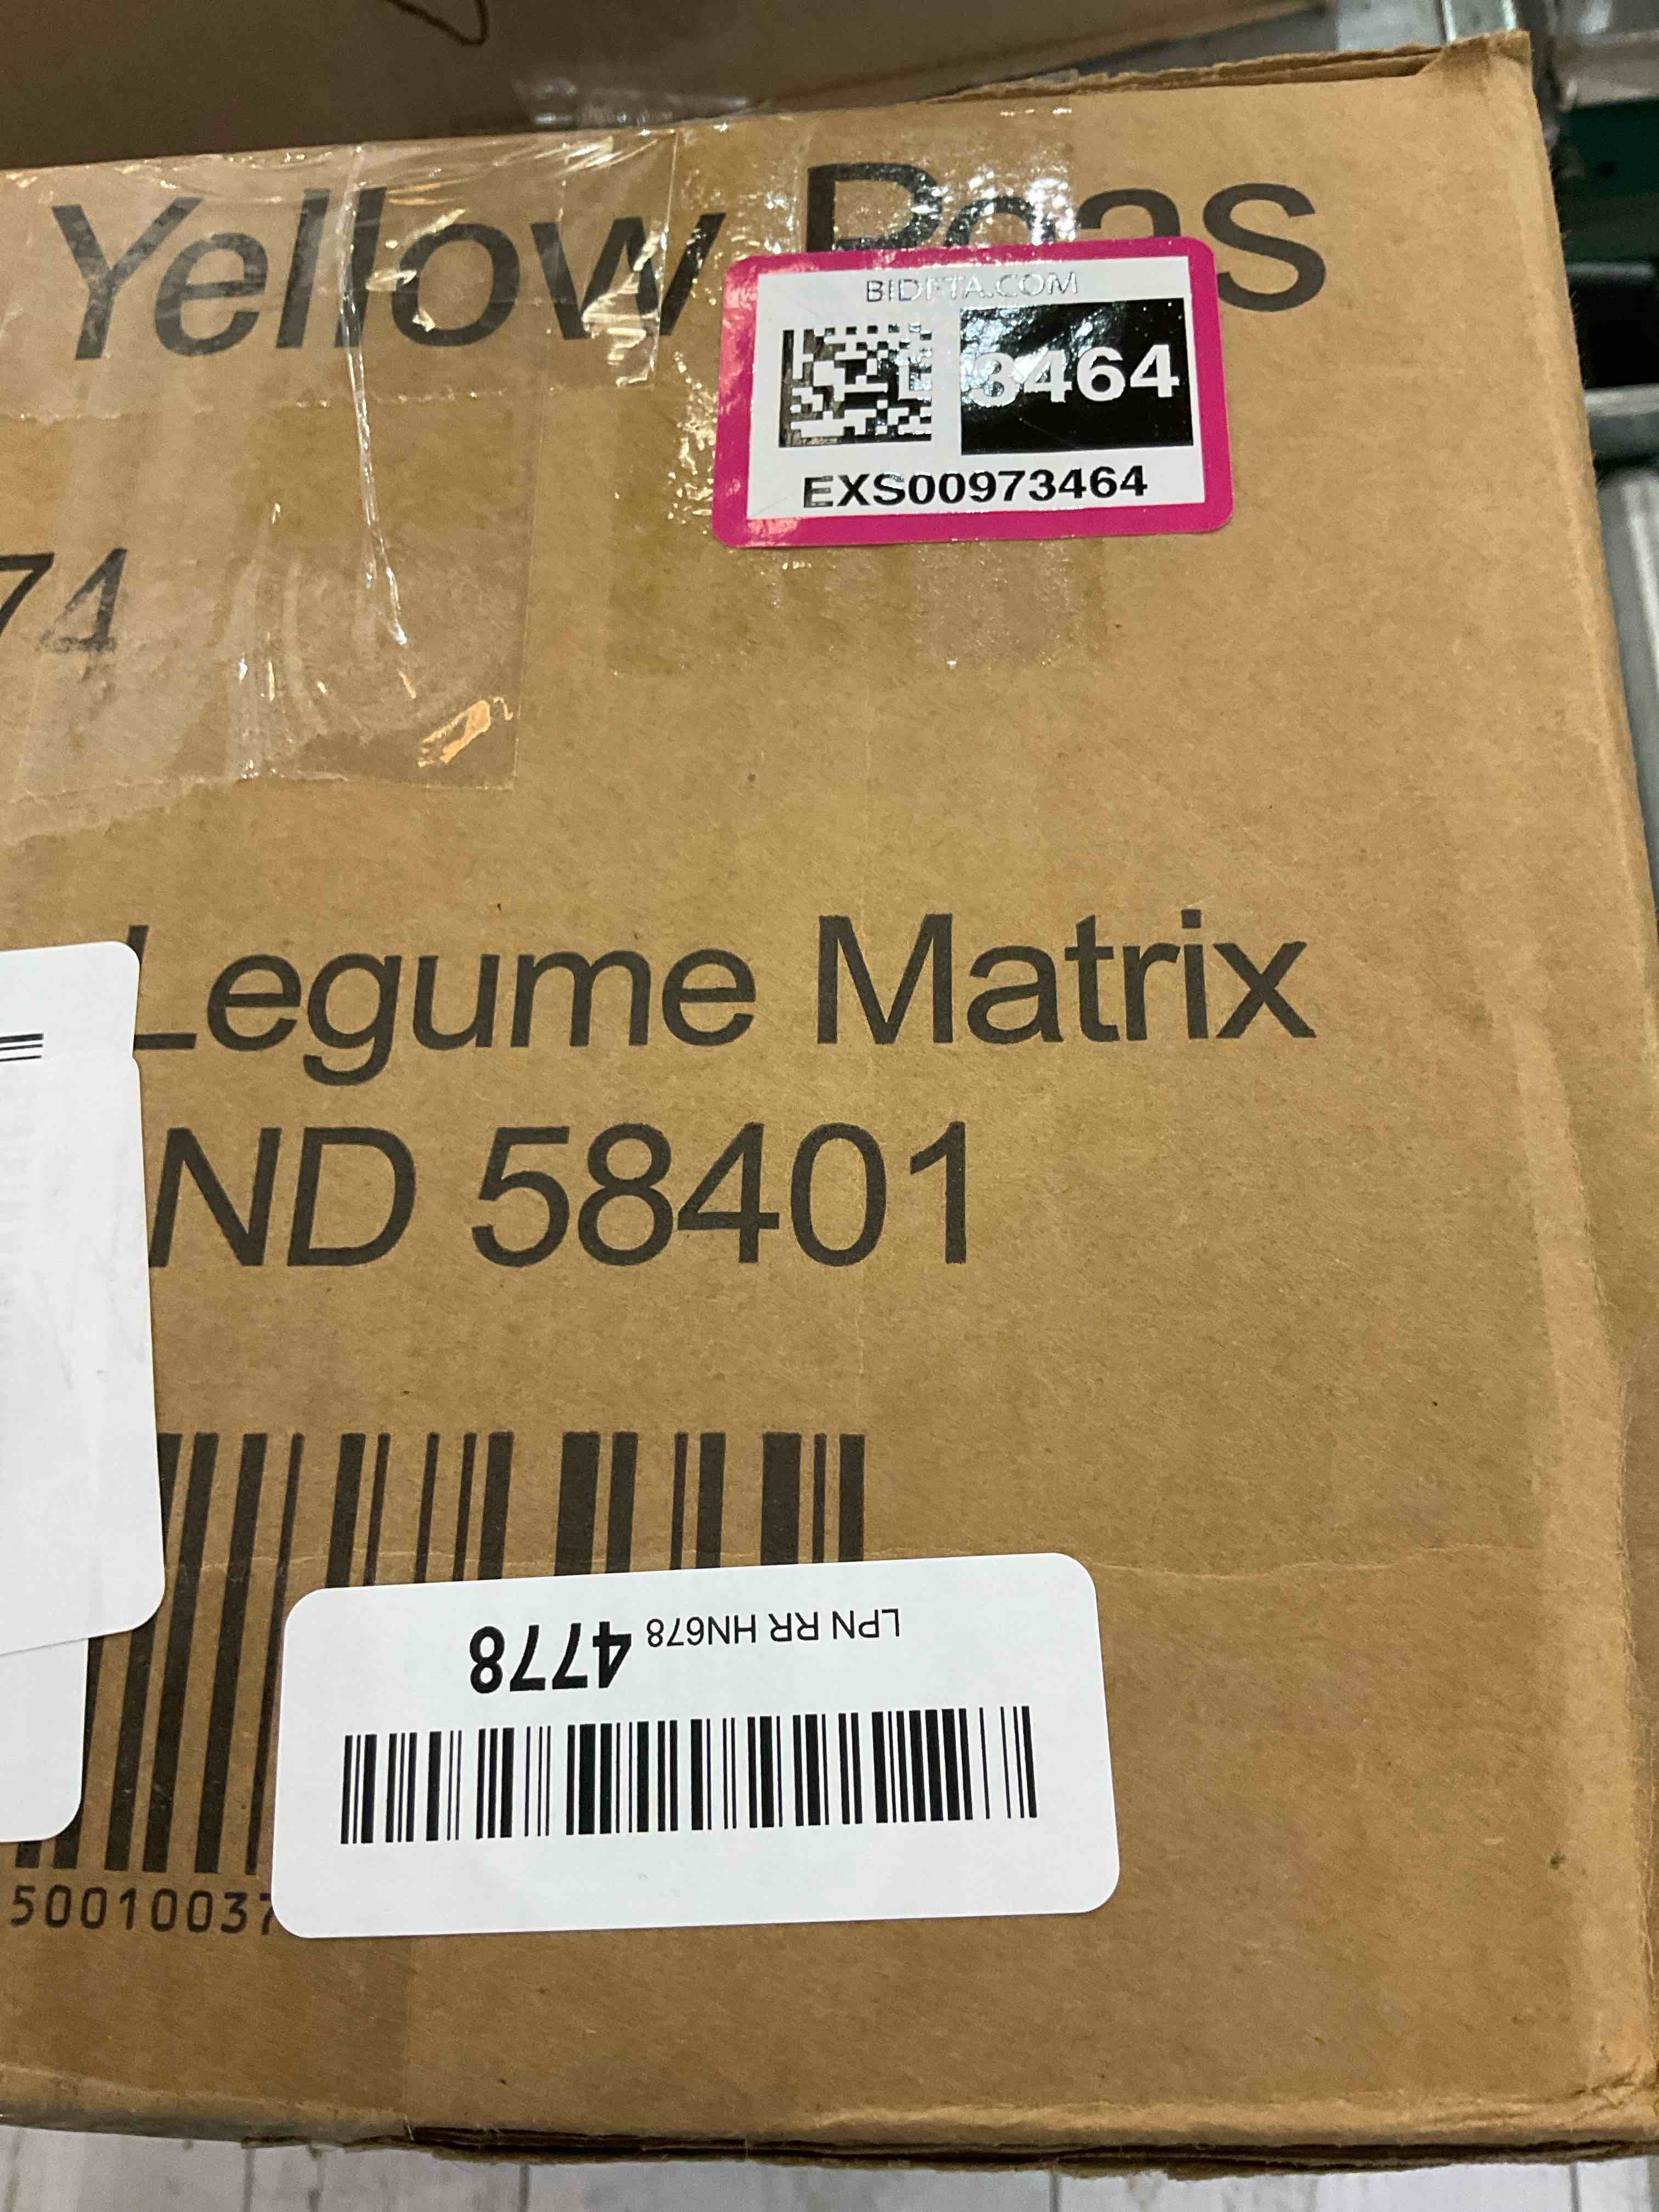 Yellow Peas
BIDFTA.COM
3464
EXS00973464
74
Legume Matrix
ND 58401
LPN RR HN678 4778
50010037